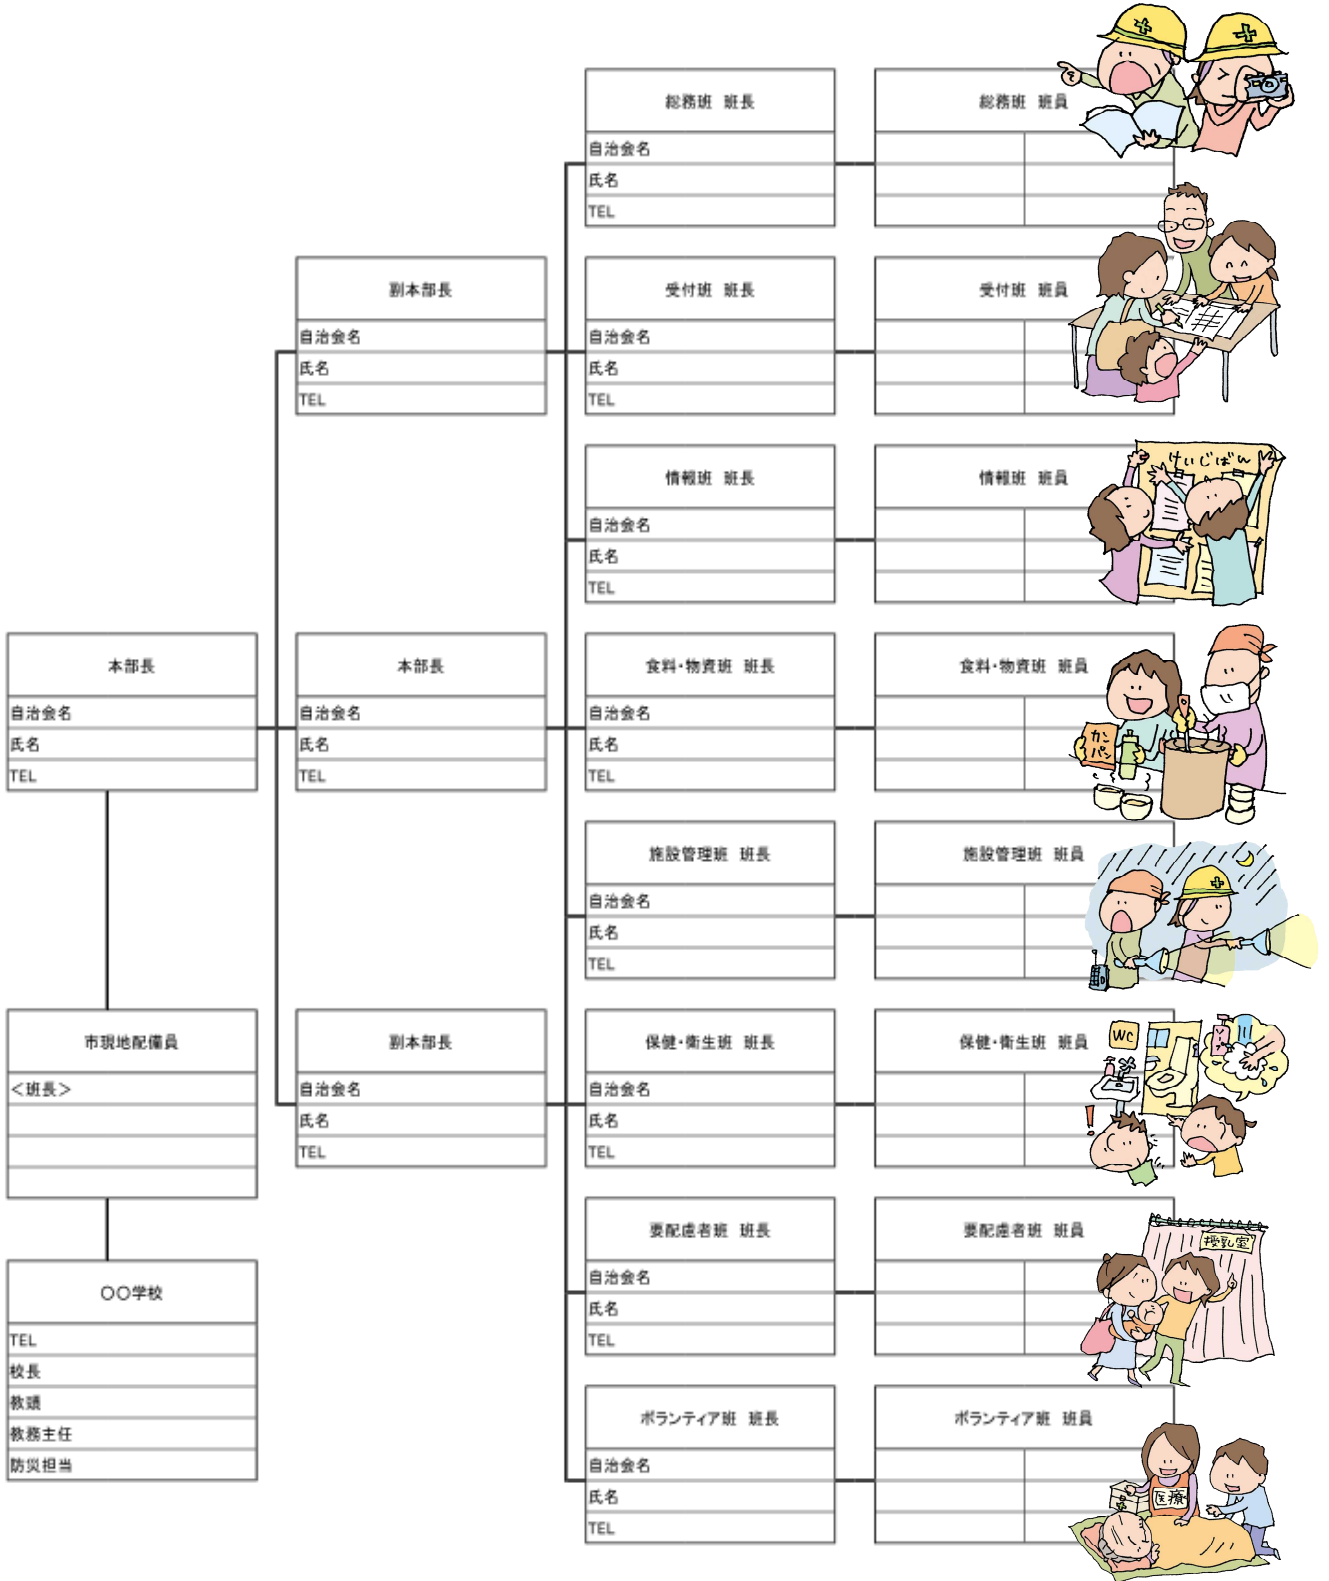 総務班 班長
自治会名
氏名
TEL
総務班 班員
副本部長
自治会名
氏名
TEL
受付班 班長
自治会名
氏名
TEL
受付班 班員
情報班 班長
自治会名
氏名
TEL
情報班 班員
けいじばん
本部長
自治会名
氏名
TEL
本部長
自治会名
氏名
TEL
食料・物資班 班長
自治会名
氏名
TEL
食料・物資班 班員
カン
パン
施設管理班 班長
自治会名
氏名
TEL
施設管理班 班員
市現地配備員
<班長>
副本部長
自治会名
氏名
TEL
保健・衛生班 班長
自治会名
氏名
TEL
保健・衛生班 班員
WC
〇〇学校
TEL
校長
教頭
教務主任
防災担当
要配慮者班 班長
自治会名
氏名
TEL
要配慮者班 班員
授乳室
ボランティア班 班長
自治会名
氏名
TEL
ボランティア班 班員
医療